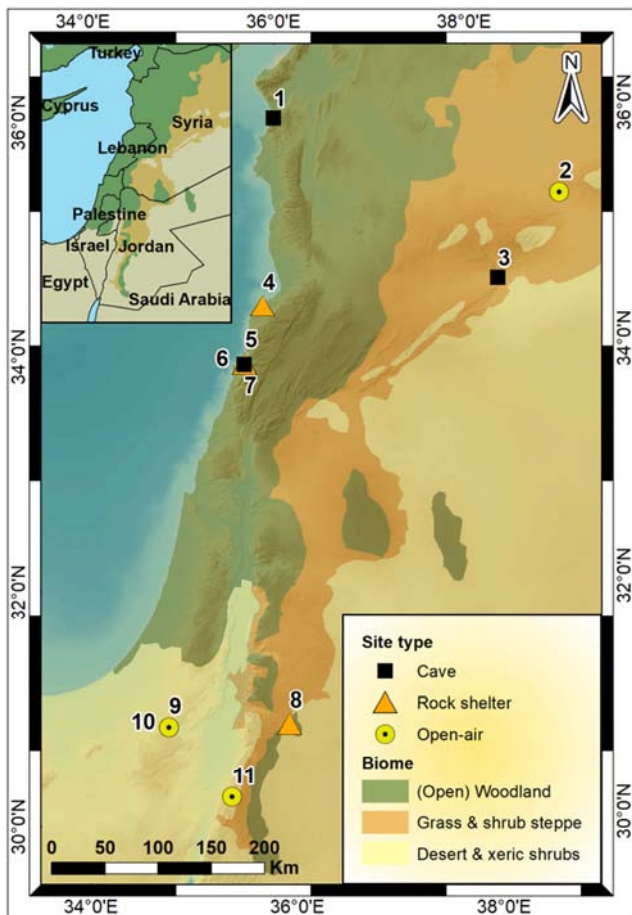 34°0'E 36°0'E 38°0'E
Turkey
Cyprus
Syria
Lebanon
Palestine
Israel
Jordan
Egypt
Saudi Arabia
N
1
2
3
4
5
6
7
8
9
10
11
36°0'N
34°0'N
32°0'N
30°0'N
36°0'N
34°0'N
32°0'N
30°0'N
Site type
Cave
Rock shelter
Open-air
Biome
(Open) Woodland
Grass & shrub steppe
Desert & xeric shrubs
0 50 100 150 200
Km
34°0'E 36°0'E 38°0'E